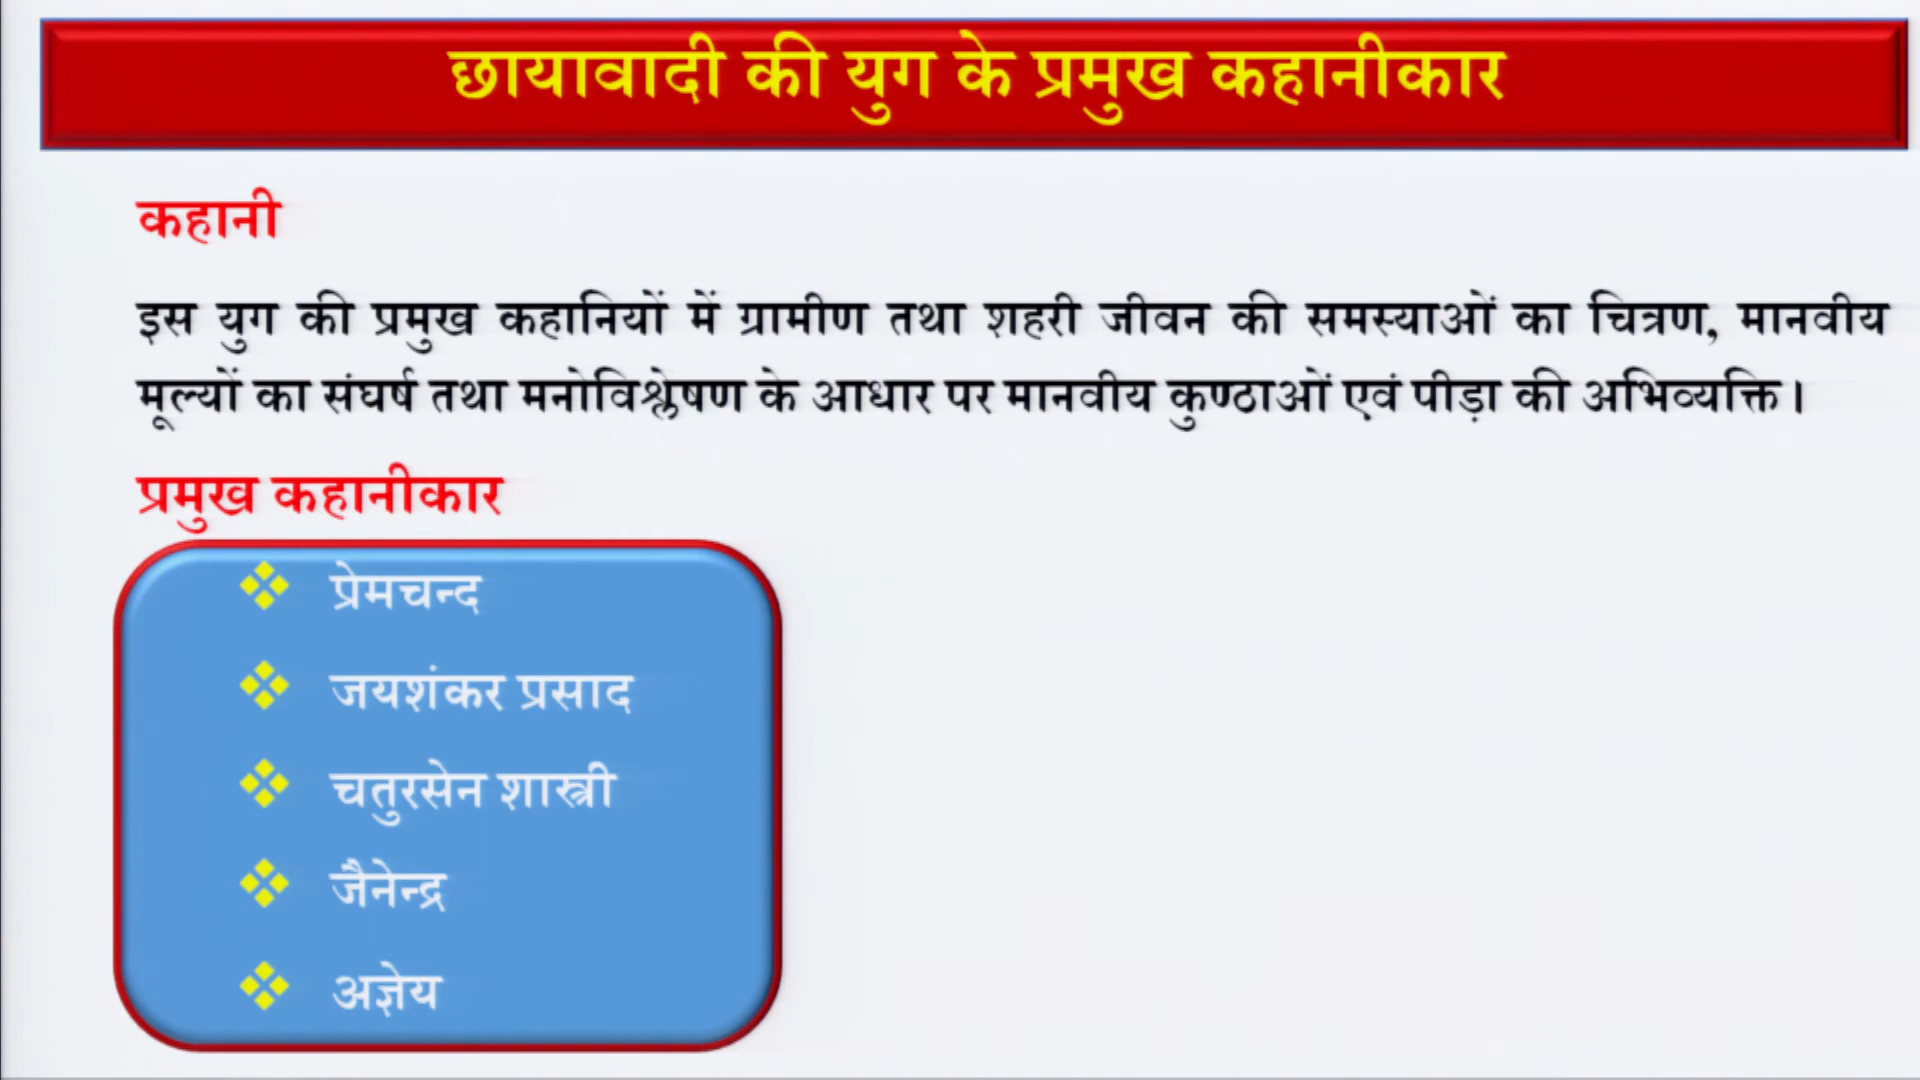 छायावादी की युग के प्रमुख कहानीकार
कहानी
इस युग की प्रमुख कहानियों में ग्रामीण तथा शहरी जीवन की समस्याओं का चित्रण, मानवीय
मूल्यों का संघर्ष तथा मनोविश्लेषण के आधार पर मानवीय कुण्ठाओं एवं पीड़ा की अभिव्यक्ति।
प्रमुख कहानीकार
❖ प्रेमचन्द
❖ जयशंकर प्रसाद
❖ चतुरसेन शास्त्री
❖ जैनेन्द्र
❖ अज्ञेय